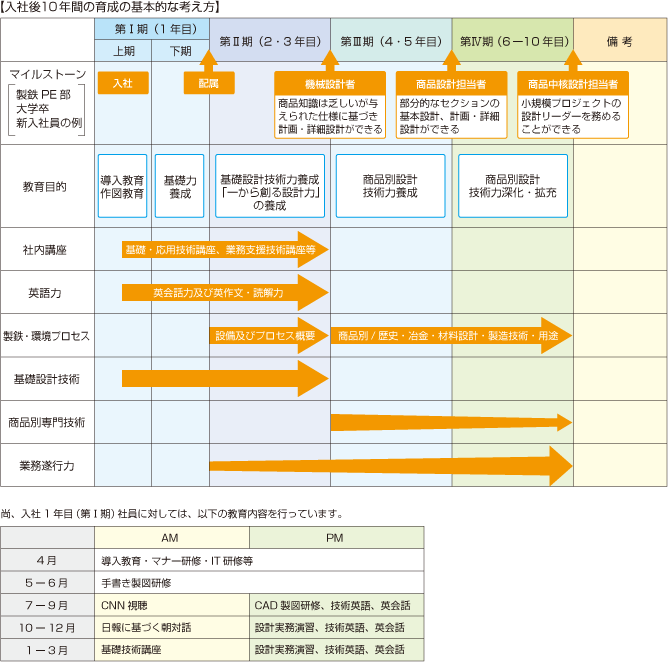 【入社後10年間の育成の基本的な考え方】
第Ⅰ期(1年目)
上期
下期
第Ⅱ期(2・3年目)
第Ⅲ期(4・5年目)
第Ⅳ期(6ー10年目)
備 考
マイルストーン
製鉄PE部
大学卒
新入社員の例
入社
配属
機械設計者
商品知識は乏しいが与
えられた仕様に基づき
計画・詳細設計ができる
商品設計担当者
部分的なセクションの
基本設計、計画・詳細
設計ができる
商品中核設計担当者
小規模プロジェクトの
設計リーダーを務める
ことができる
教育目的
導入教育
作図教育
基礎力
養成
基礎設計技術力養成
「一から創る設計力」
の養成
商品別設計
技術力養成
商品別設計
技術力深化・拡充
社内講座
基礎・応用技術講座、業務支援技術講座等
英語力
英会話力及び英作文・読解力
製鉄・環境プロセス
設備及びプロセス概要
商品別/歴史・冶金・材料設計・製造技術・用途
基礎設計技術
商品別専門技術
業務遂行力
尚、入社1年目(第Ⅰ期)社員に対しては、以下の教育内容を行っています。
AM
PM
4月
導入教育・マナー研修・IT研修等
5ー6月
手書き製図研修
7ー9月
CNN視聴
CAD製図研修、技術英語、英会話
10ー12月
日報に基づく朝対話
設計実務演習、技術英語、英会話
1ー3月
基礎技術講座
設計実務演習、技術英語、英会話